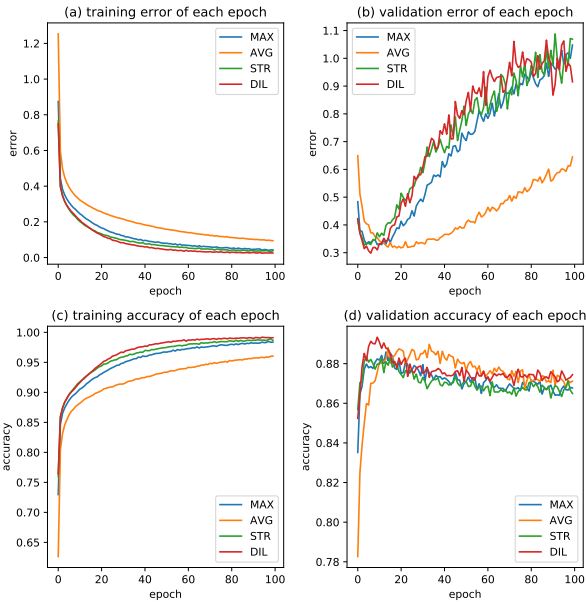 (a) training error of each epoch
1.2
1.0
0.8
0.6
0.4
0.2
0.0
error
MAX
AVG
STR
DIL
0 20 40 60 80 100
epoch
(b) validation error of each epoch
1.1
1.0
0.9
0.8
0.7
0.6
0.5
0.4
0.3
error
MAX
AVG
STR
DIL
0 20 40 60 80 100
epoch
(c) training accuracy of each epoch
1.00
0.95
0.90
0.85
0.80
0.75
0.70
0.65
accuracy
MAX
AVG
STR
DIL
0 20 40 60 80 100
epoch
(d) validation accuracy of each epoch
0.88
0.86
0.84
0.82
0.80
0.78
accuracy
MAX
AVG
STR
DIL
0 20 40 60 80 100
epoch